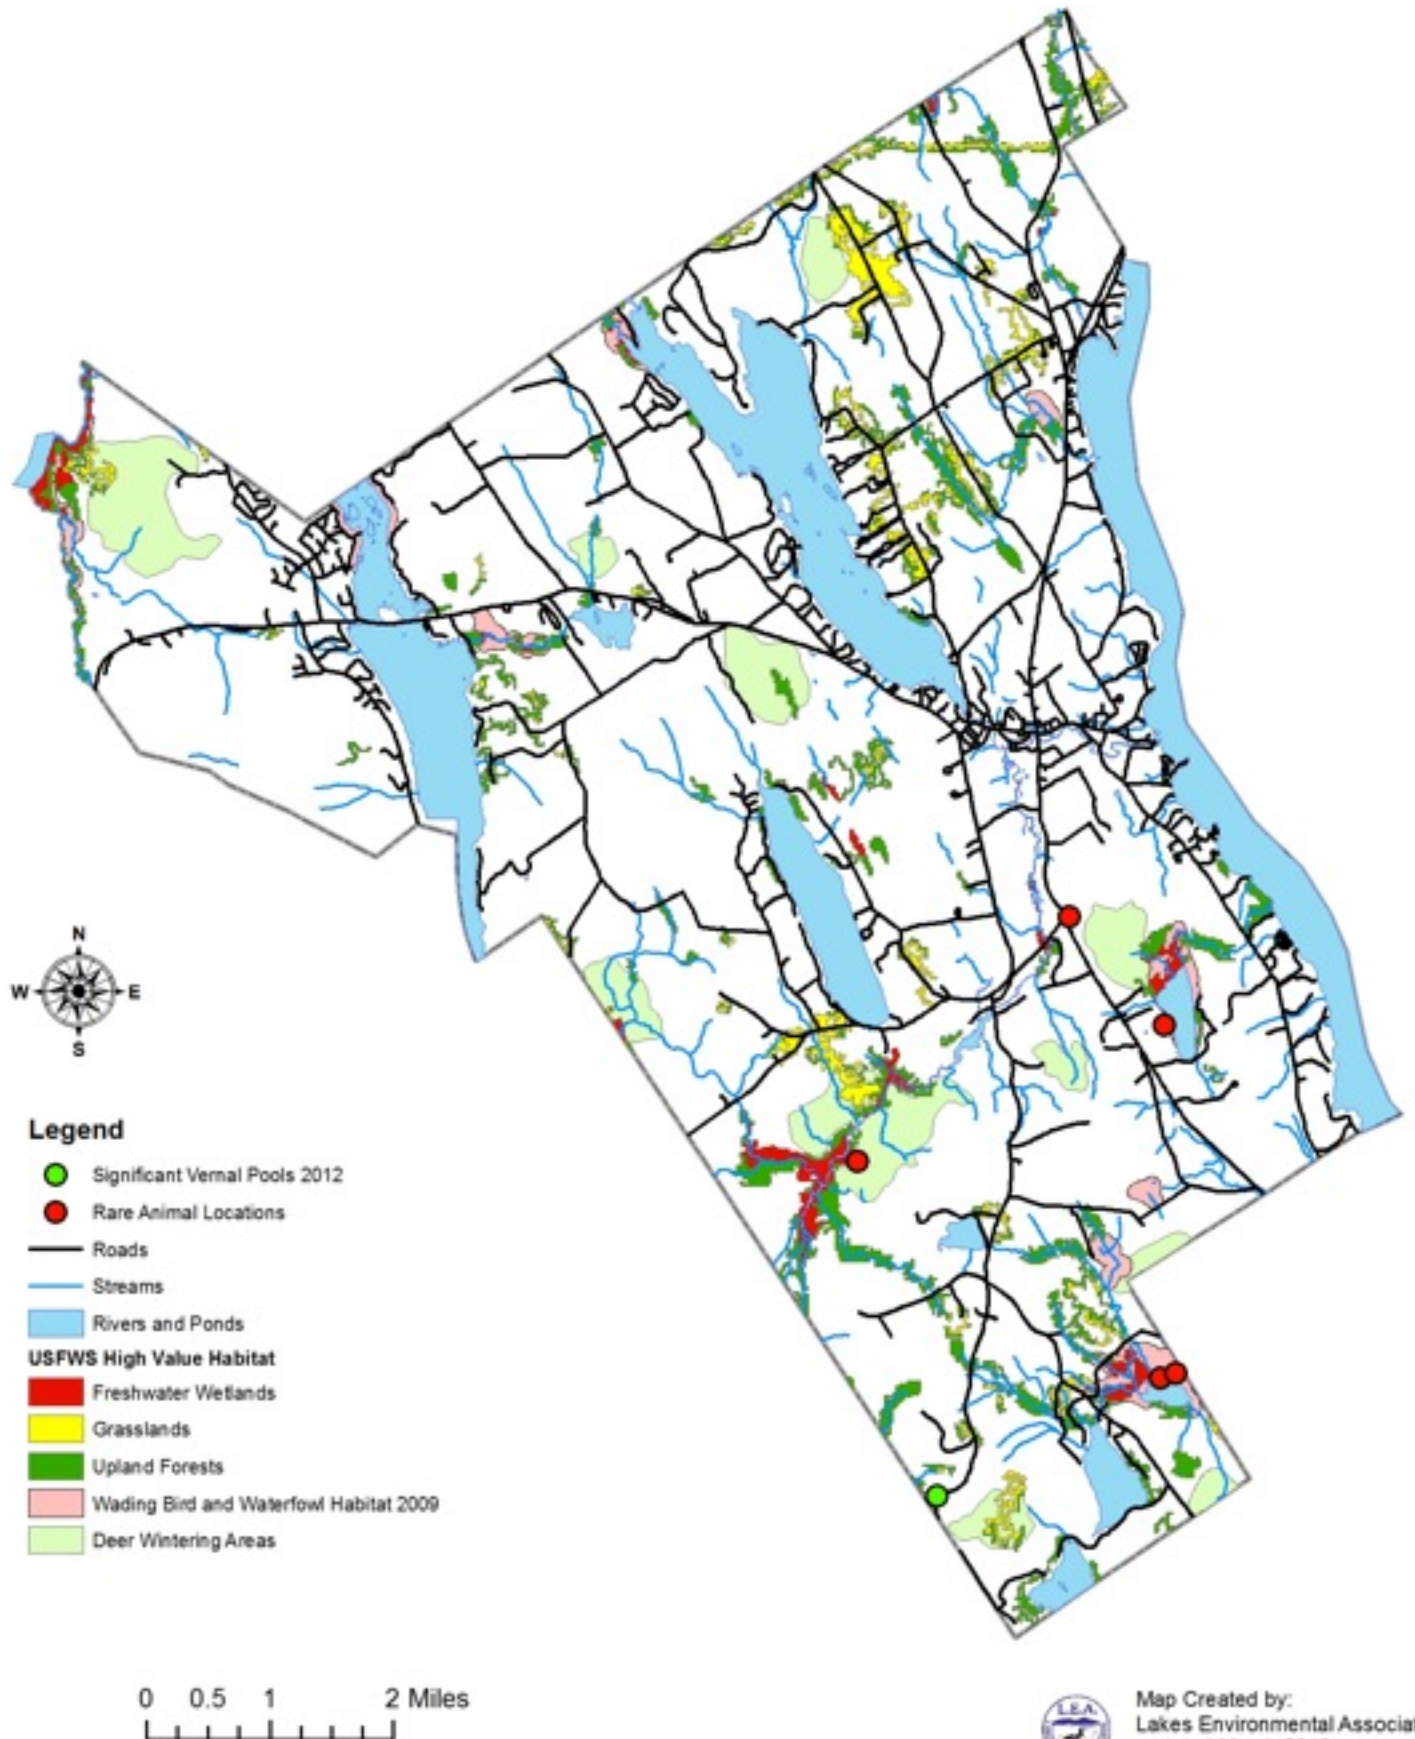 N
W E
S
Legend
Significant Vernal Pools 2012
Rare Animal Locations
Roads
Streams
Rivers and Ponds
USFWS High Value Habitat
Freshwater Wetlands
Grasslands
Upland Forests
Wading Bird and Waterfowl Habitat 2009
Deer Wintering Areas
0 0.5 1 2 Miles
L.E.A.
Map Created by:
Lakes Environmental Associat